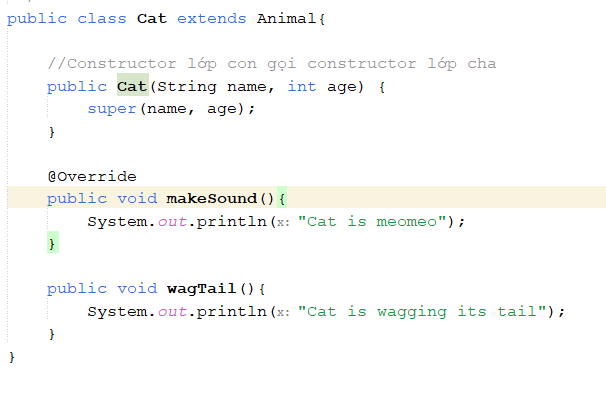 public class Cat extends Animal{
//Constructor lớp con gọi constructor lớp cha
public Cat(String name, int age) {
super(name, age);
}
@Override
public void makeSound(){
System.out.println(x: "Cat is meomeo");
}
public void wagTail(){
System.out.println(x: "Cat is wagging its tail");
}
}